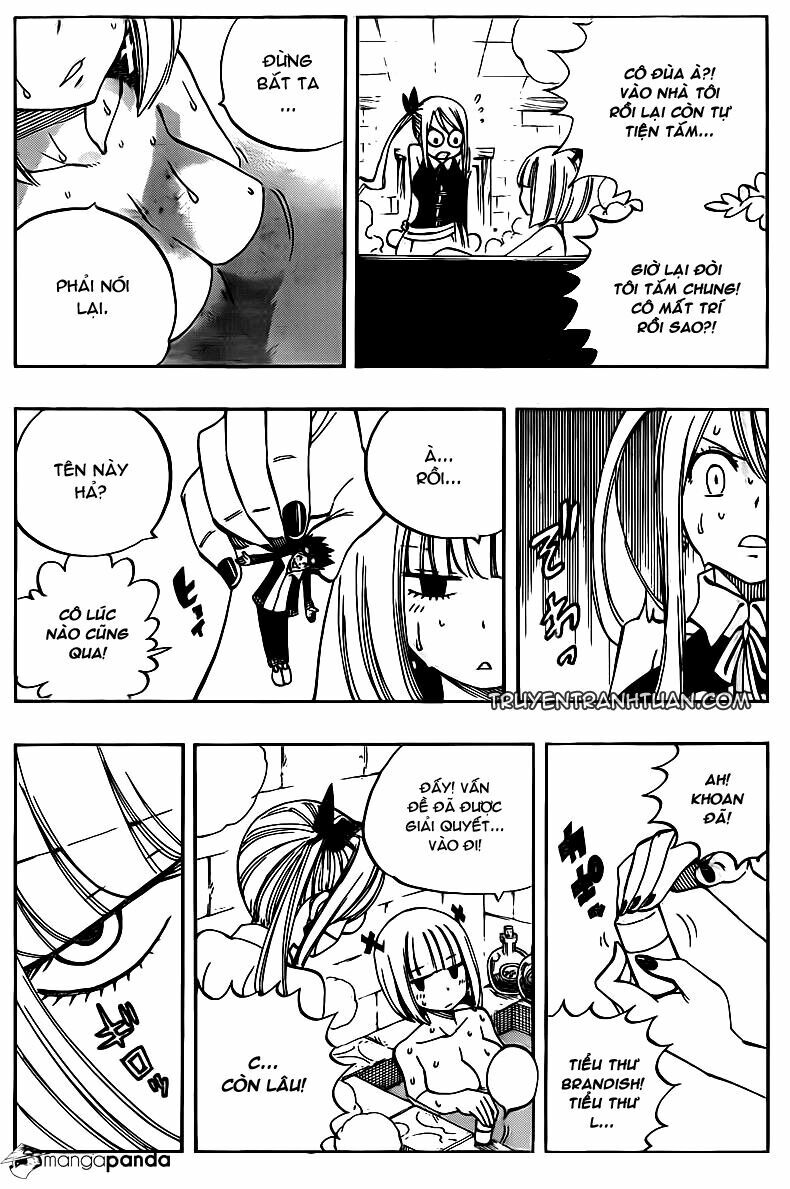 ĐỪNG
BẮT TA
...
PHẢI NÓI
LẠI.
CÔ ĐÙA À?!
VÀO NHÀ TÔI
RỒI LẠI CÒN TỰ
TIỆN TẮM...
GIỜ LẠI ĐÒI
TÔI TẮM CHUNG!
CÔ MẤT TRÍ
RỒI SAO?!
TÊN NÀY
HẢ?
CÔ LÚC
NÀO CŨNG
QUA!
À...
RỒI...
TRUYENTRANHTUAN.COM
ĐẤY! VẤN
ĐỀ ĐÃ ĐƯỢC
GIẢI QUYẾT...
VÀO ĐI!
C...
CÒN LÂU!
AH!
KHOAN
ĐÃ!
TIỂU THƯ
BRANDISH!
TIỂU THƯ
L...
mangapanda